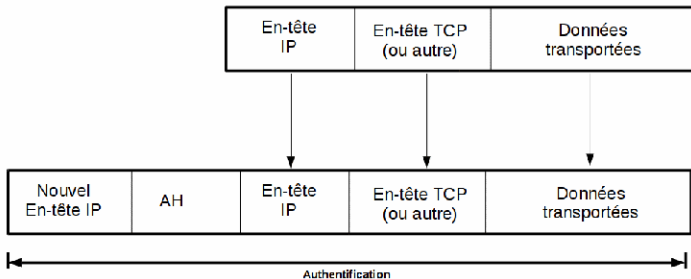 En-tête
IP
En-tête TCP
(ou autre)
Données
transportées
Nouvel
En-tête IP
AH
En-tête
IP
En-tête TCP
(ou autre)
Données
transportées
Authentification